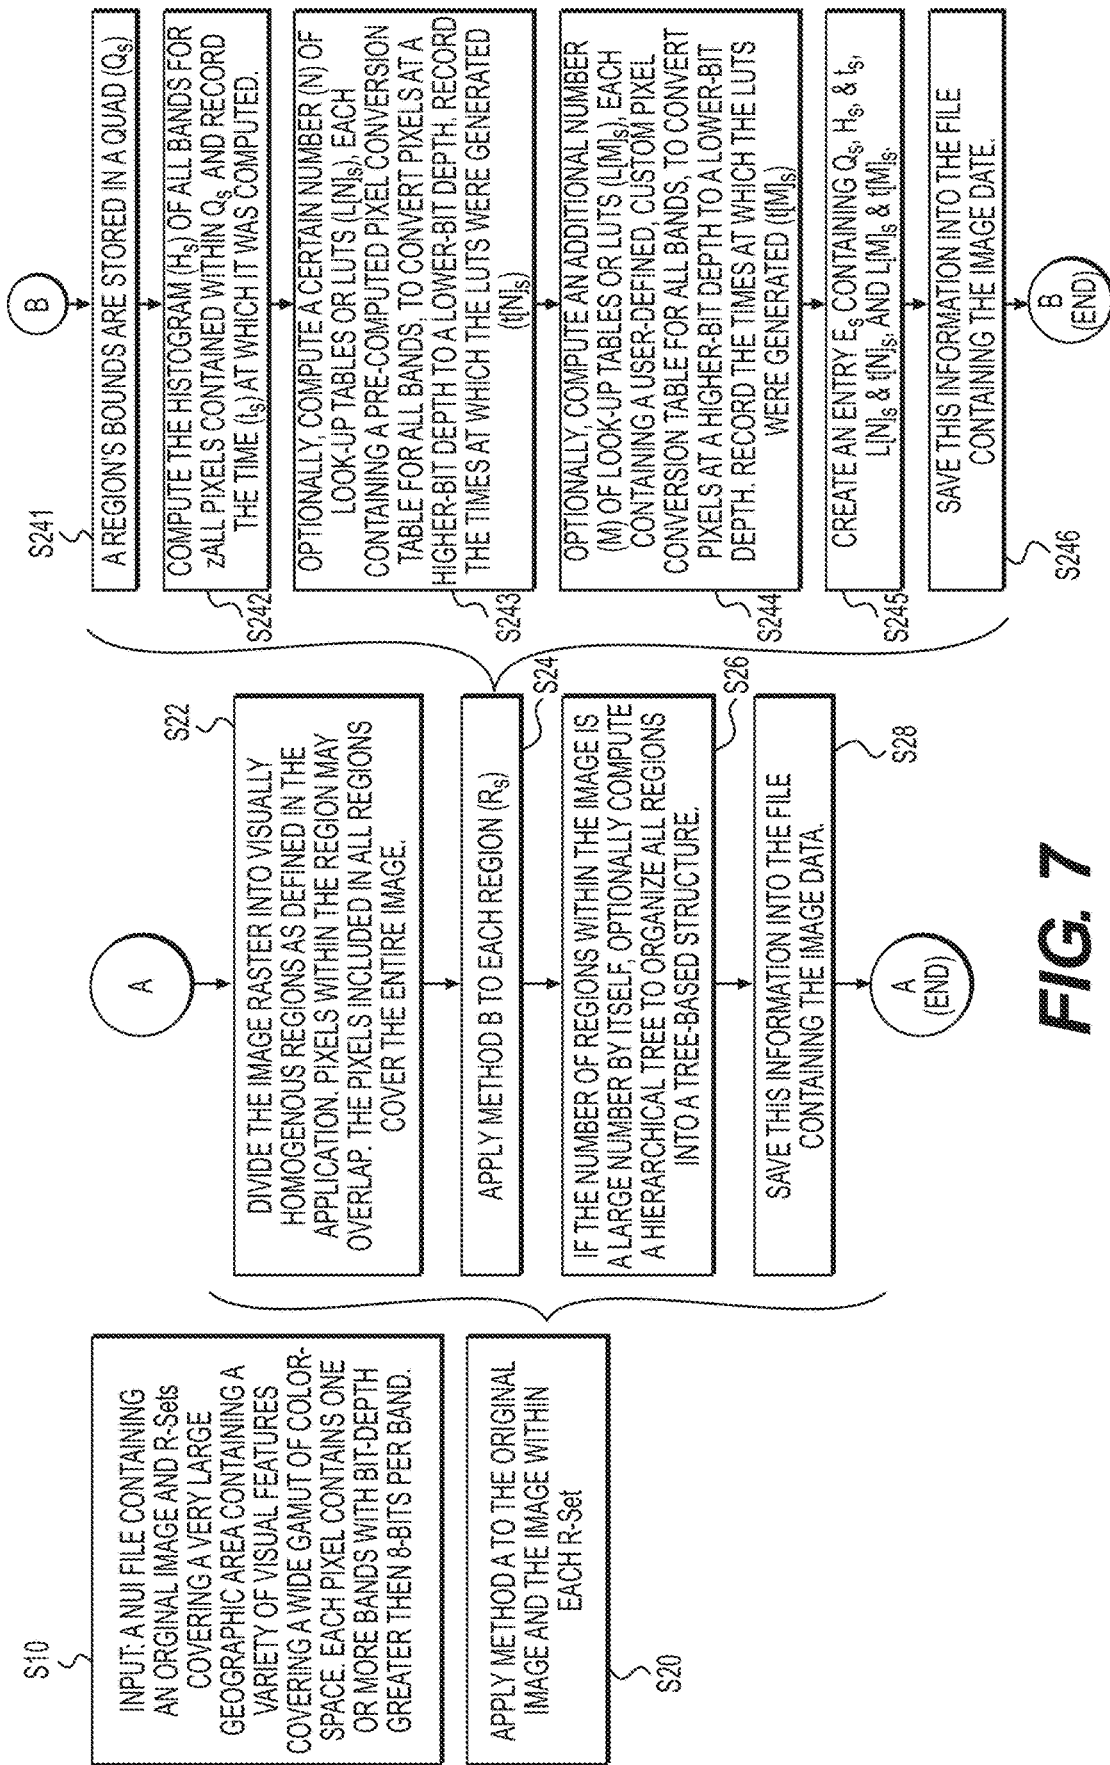 S10
INPUT: A NUI FILE CONTAINING
AN ORGINAL IMAGE AND R-Sets
COVERING A VERY LARGE
GEOGRAPHIC AREA CONTAINING A
VARIETY OF VISUAL FEATURES
COVERING A WIDE GAMUT OF COLOR-
SPACE. EACH PIXEL CONTAINS ONE
OR MORE BANDS WITH BIT-DEPTH
GREATER THEN 8-BITS PER BAND.
APPLY METHOD A TO THE ORIGINAL
IMAGE AND THE IMAGE WITHIN
EACH R-Set
S20
A
S22
DIVIDE THE IMAGE RASTER INTO VISUALLY
HOMOGENOUS REGIONS AS DEFINED IN THE
APPLICATION. PIXELS WITHIN THE REGION MAY
OVERLAP. THE PIXELS INCLUDED IN ALL REGIONS
COVER THE ENTIRE IMAGE.
APPLY METHOD B TO EACH REGION (Rs)
S24
IF THE NUMBER OF REGIONS WITHIN THE IMAGE IS
A LARGE NUMBER BY ITSELF, OPTIONALLY COMPUTE
A HIERARCHICAL TREE TO ORGANIZE ALL REGIONS
INTO A TREE-BASED STRUCTURE.
S26
SAVE THIS INFORMATION INTO THE FILE
CONTAINING THE IMAGE DATA.
S28
A
(END)
B
S241
A REGION'S BOUNDS ARE STORED IN A QUAD (Qs)
COMPUTE THE HISTOGRAM (Hs) OF ALL BANDS FOR
zALL PIXELS CONTAINED WITHIN Qs AND RECORD
THE TIME (ts) AT WHICH IT WAS COMPUTED.
S242
OPTIONALLY, COMPUTE A CERTAIN NUMBER (N) OF
LOOK-UP TABLES OR LUTS (L[N]s), EACH
CONTAINING A PRE-COMPUTED PIXEL CONVERSION
TABLE FOR ALL BANDS, TO CONVERT PIXELS AT A
HIGHER-BIT DEPTH TO A LOWER-BIT DEPTH. RECORD
THE TIMES AT WHICH THE LUTS WERE GENERATED
(t[N]s)
S243
OPTIONALLY, COMPUTE AN ADDITIONAL NUMBER
(M) OF LOOK-UP TABLES OR LUTS (L[M]s), EACH
CONTAINING A USER-DEFINED, CUSTOM PIXEL
CONVERSION TABLE FOR ALL BANDS, TO CONVERT
PIXELS AT A HIGHER-BIT DEPTH TO A LOWER-BIT
DEPTH. RECORD THE TIMES AT WHICH THE LUTS
WERE GENERATED (t[M]s)
S244
CREATE AN ENTRY Es CONTAINING Qs, Hs, & ts,
L[N]s & t[N]s, AND L[M]s & t[M]s.
S245
SAVE THIS INFORMATION INTO THE FILE
CONTAINING THE IMAGE DATE.
S246
B
(END)
FIG. 7